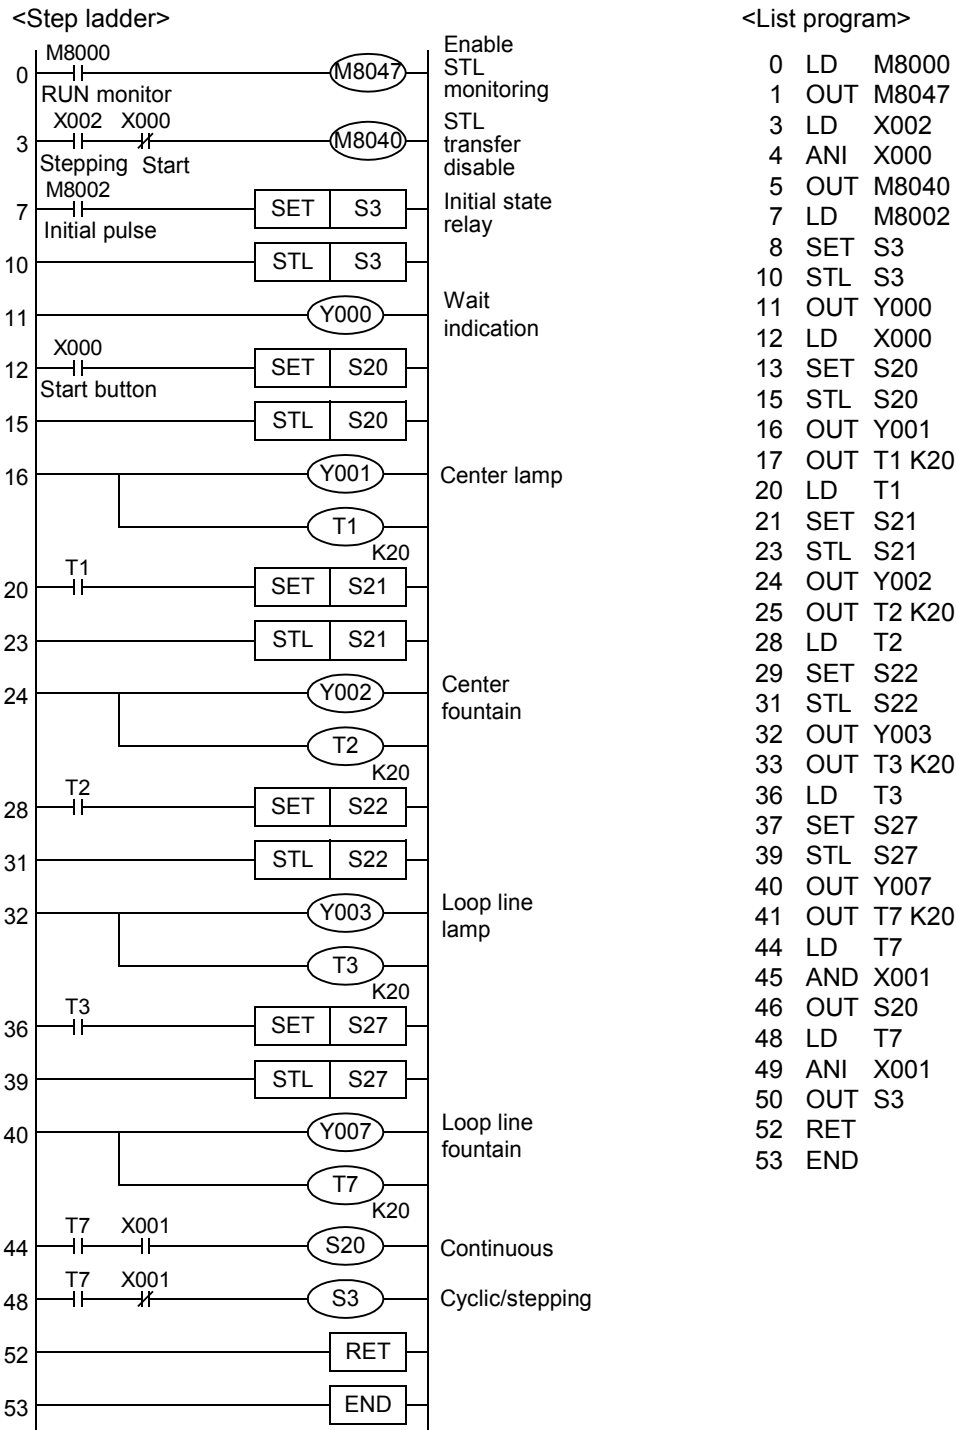 <Step ladder>
M8000
0
M8047
Enable
STL
monitoring
RUN monitor
X002 X000
3
M8040
STL
transfer
disable
Stepping Start
M8002
7
SET S3
Initial state
relay
Initial pulse
10
STL S3
11
Y000
Wait
indication
X000
12
SET S20
Start button
15
STL S20
16
Y001
Center lamp
T1
K20
T1
20
SET S21
23
STL S21
24
Y002
Center
fountain
T2
K20
T2
28
SET S22
31
STL S22
32
Y003
Loop line
lamp
T3
K20
T3
36
SET S27
39
STL S27
40
Y007
Loop line
fountain
T7
K20
T7 X001
44
S20
Continuous
T7 X001
48
S3
Cyclic/stepping
52
RET
53
END
<List program>
0 LD M8000
1 OUT M8047
3 LD X002
4 ANI X000
5 OUT M8040
7 LD M8002
8 SET S3
10 STL S3
11 OUT Y000
12 LD X000
13 SET S20
15 STL S20
16 OUT Y001
17 OUT T1 K20
20 LD T1
21 SET S21
23 STL S21
24 OUT Y002
25 OUT T2 K20
28 LD T2
29 SET S22
31 STL S22
32 OUT Y003
33 OUT T3 K20
36 LD T3
37 SET S27
39 STL S27
40 OUT Y007
41 OUT T7 K20
44 LD T7
45 AND X001
46 OUT S20
48 LD T7
49 ANI X001
50 OUT S3
52 RET
53 END